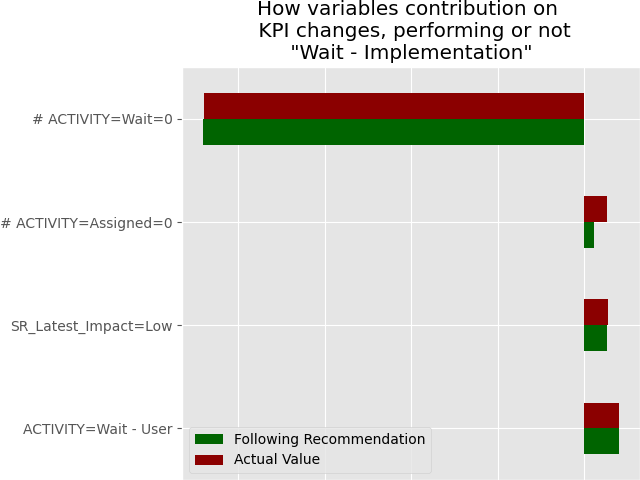 How variables contribution on
KPI changes, performing or not
"Wait - Implementation"
# ACTIVITY=Wait=0
# ACTIVITY=Assigned=0
SR_Latest_Impact=Low
ACTIVITY=Wait - User
Following Recommendation
Actual Value